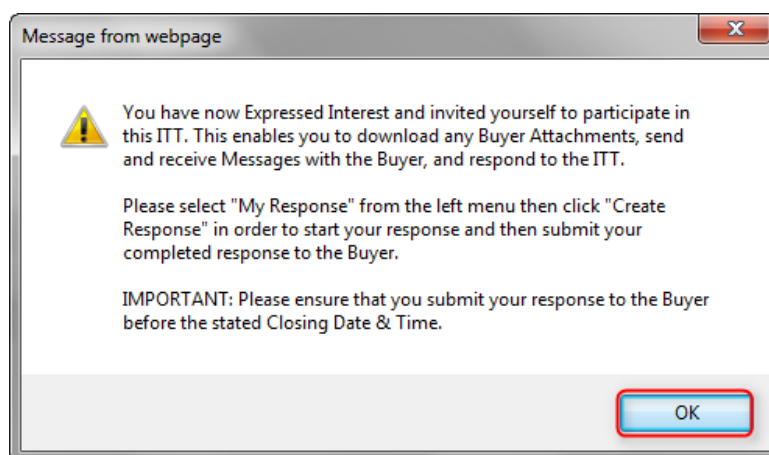 Message from webpage
You have now Expressed Interest and invited yourself to participate in
this ITT. This enables you to download any Buyer Attachments, send
and receive Messages with the Buyer, and respond to the ITT.
Please select "My Response" from the left menu then click "Create
Response" in order to start your response and then submit your
completed response to the Buyer.
IMPORTANT: Please ensure that you submit your response to the Buyer
before the stated Closing Date & Time.
OK